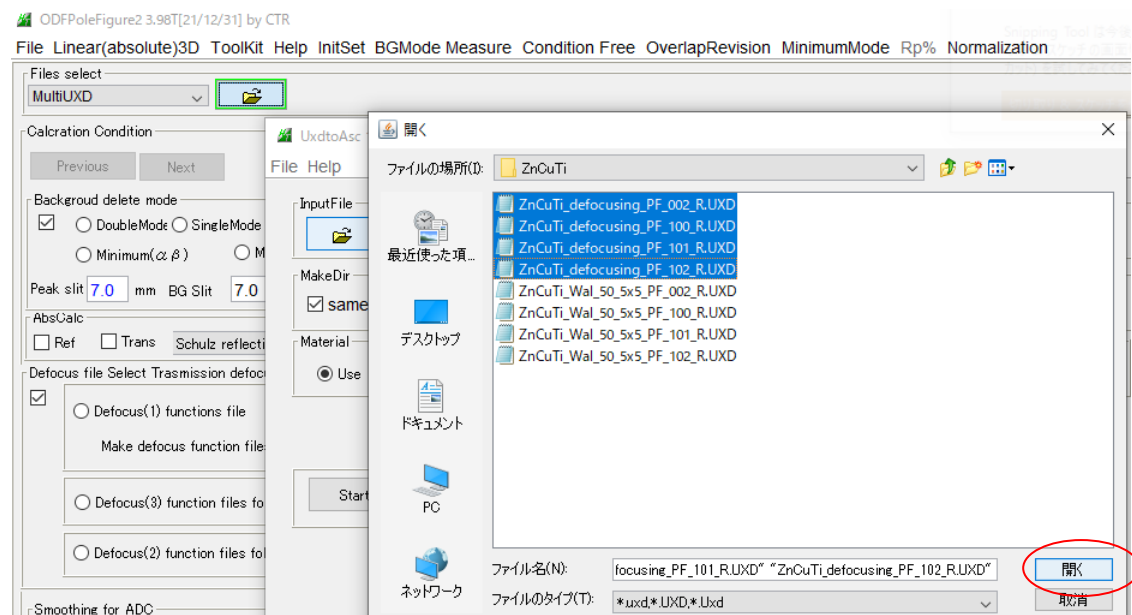 ODFPoleFigure2 3.98T[21/12/31] by CTR
File Linear(absolute)3D ToolKit Help InitSet BGMode Measure Condition Free OverlapRevision MinimumMode Rp% Normalization
Files select
MultiUXD
Calcration Condition
Previous Next
Backgroud delete mode
DoubleMode SingleMode
Minimum(α β) M
Peak slit 7.0 mm BG Slit 7.0
AbsCalc
Ref Trans Schulz reflecti
Defocus file Select Trasmission defoc
Defocus(1) functions file
Make defocus function file
Defocus(3) function files fo
Defocus(2) function files fol
Smoothing for ADC
UxdtoAsc
File Help
InputFile
MakeDir
same
Material
Use
Start
開く
ファイルの場所(I): ZnCuTi
最近使った項...
デスクトップ
ドキュメント
PC
ネットワーク
ZnCuTi_defocusing_PF_002_R.UXD
ZnCuTi_defocusing_PF_100_R.UXD
ZnCuTi_defocusing_PF_101_R.UXD
ZnCuTi_defocusing_PF_102_R.UXD
ZnCuTi_Wal_50_5x5_PF_002_R.UXD
ZnCuTi_Wal_50_5x5_PF_100_R.UXD
ZnCuTi_Wal_50_5x5_PF_101_R.UXD
ZnCuTi_Wal_50_5x5_PF_102_R.UXD
ファイル名(N): focusing_PF_101_R.UXD" "ZnCuTi_defocusing_PF_102_R.UXD" 開く
ファイルのタイプ(T): *.uxd,*.UXD,*.Uxd 取消